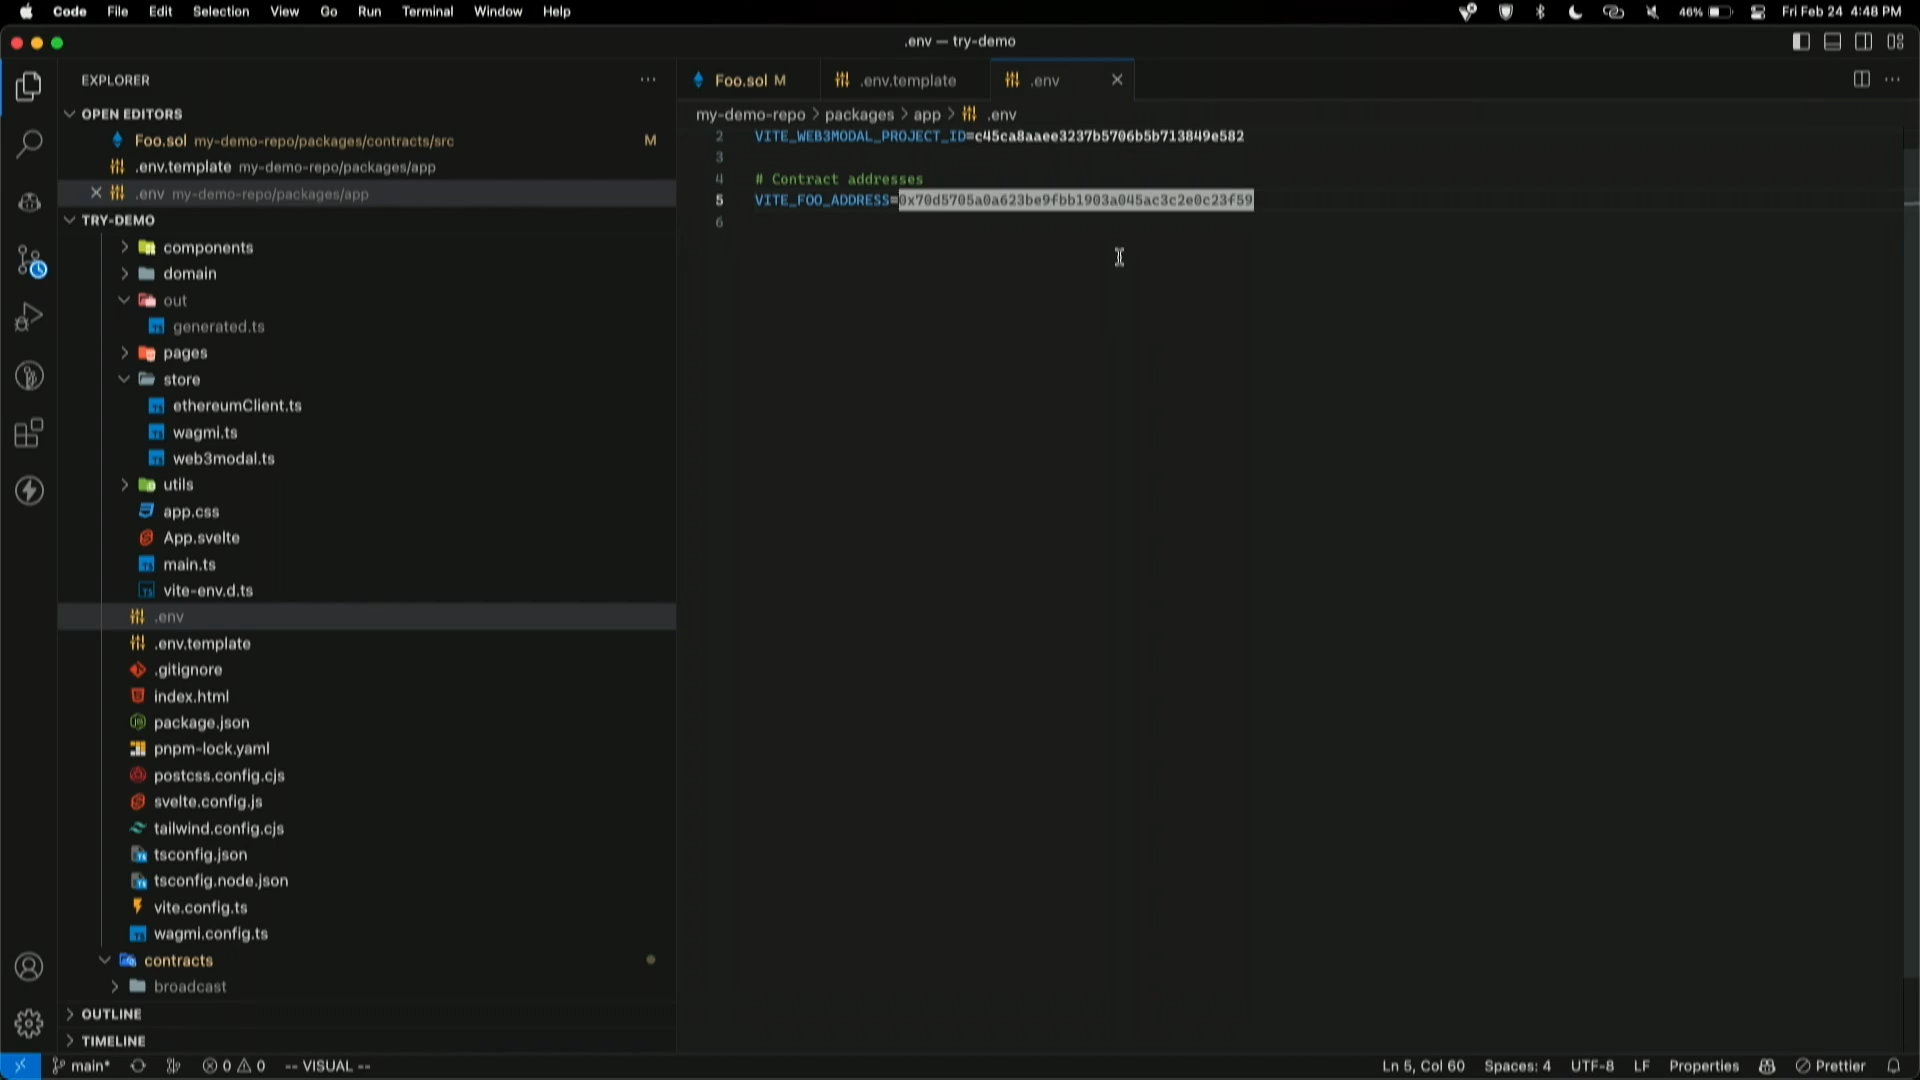 Code File Edit Selection View Go Run Terminal Window Help 46% Fri Feb 24 4:48 PM
.env — try-demo
EXPLORER
OPEN EDITORS
Foo.sol my-demo-repo/packages/contracts/src M
.env.template my-demo-repo/packages/app
.env my-demo-repo/packages/app
TRY-DEMO
components
domain
out
generated.ts
pages
store
ethereumClient.ts
wagmi.ts
web3modal.ts
utils
app.css
App.svelte
main.ts
vite-env.d.ts
.env
.env.template
.gitignore
index.html
package.json
pnpm-lock.yaml
postcss.config.cjs
svelte.config.js
tailwind.config.cjs
tsconfig.json
tsconfig.node.json
vite.config.ts
wagmi.config.ts
contracts
broadcast
OUTLINE
TIMELINE
Foo.sol M .env.template .env
my-demo-repo > packages > app > .env
2 VITE_WEB3MODAL_PROJECT_ID=c45ca8aaee3237b5706b5b713849e582
3
4 # Contract addresses
5 VITE_FOO_ADDRESS=0x70d5705a0a623be9fbb1903a045ac3c2e0c23f59
6
main* 0 0 -- VISUAL -- Ln 5, Col 60 Spaces: 4 UTF-8 LF Properties Prettier